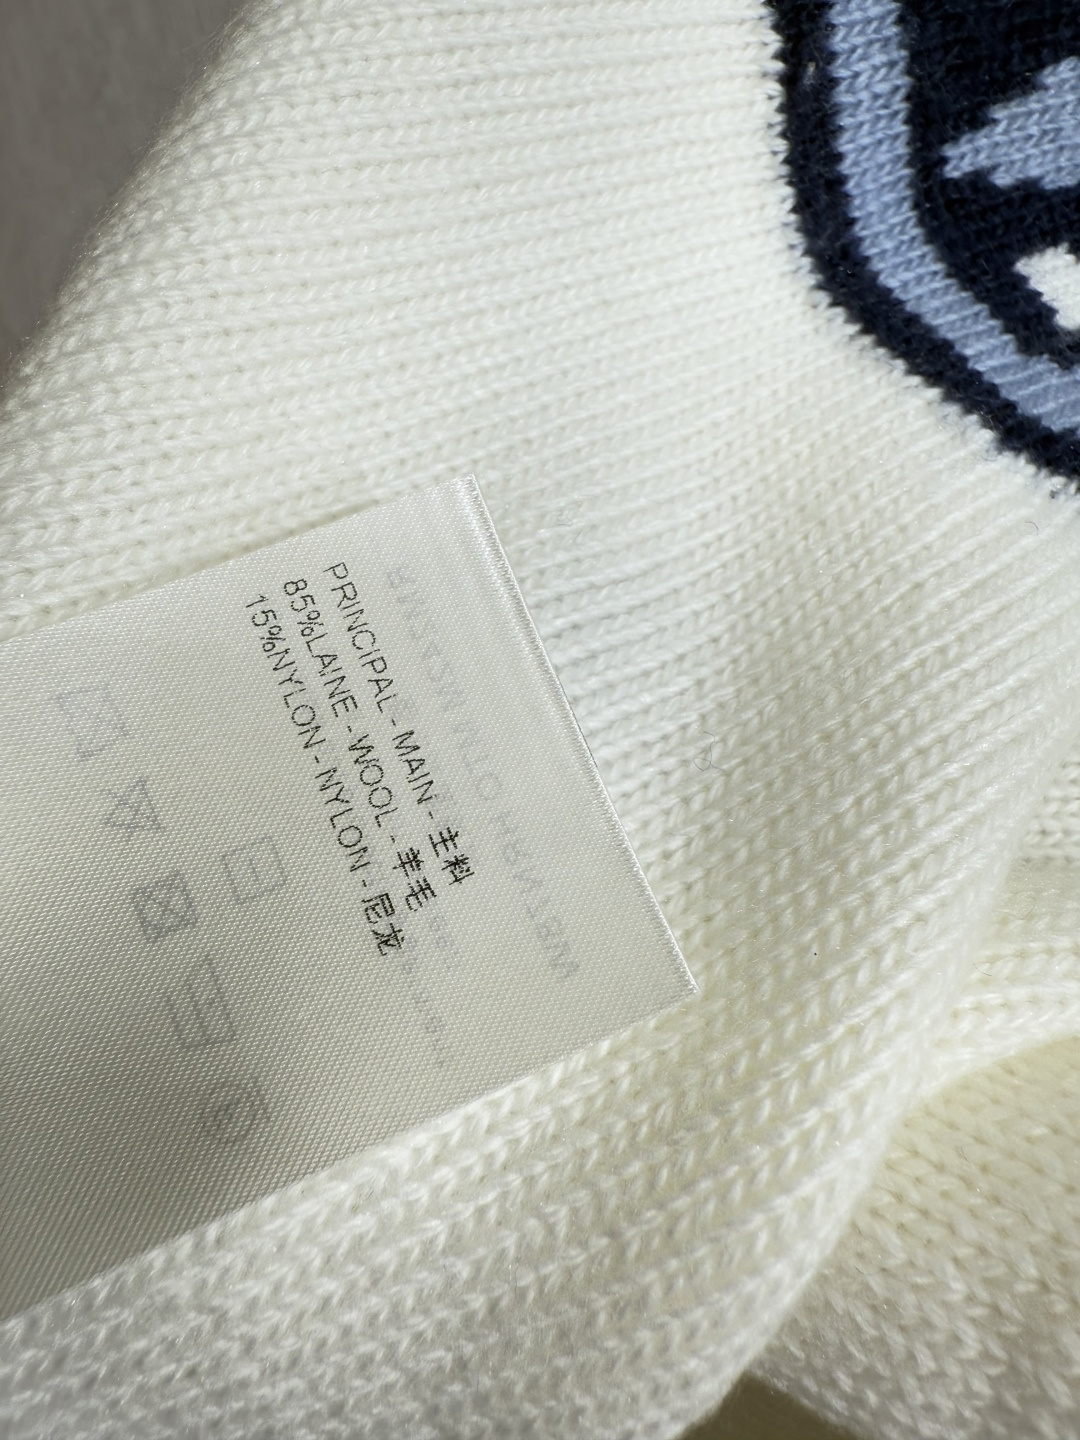 PRINCIPAL - MAIN - 主料
85%LAINE - WOOL - 羊毛
15%NYLON - NYLON - 尼龙